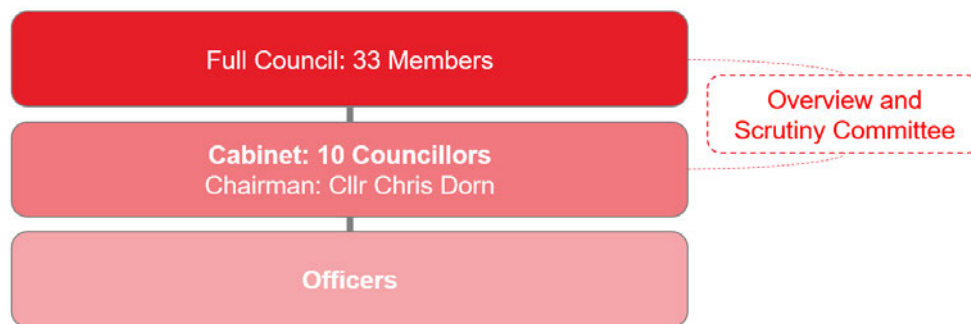 Full Council: 33 Members
Overview and
Scrutiny Committee
Cabinet: 10 Councillors
Chairman: Cllr Chris Dorn
Officers